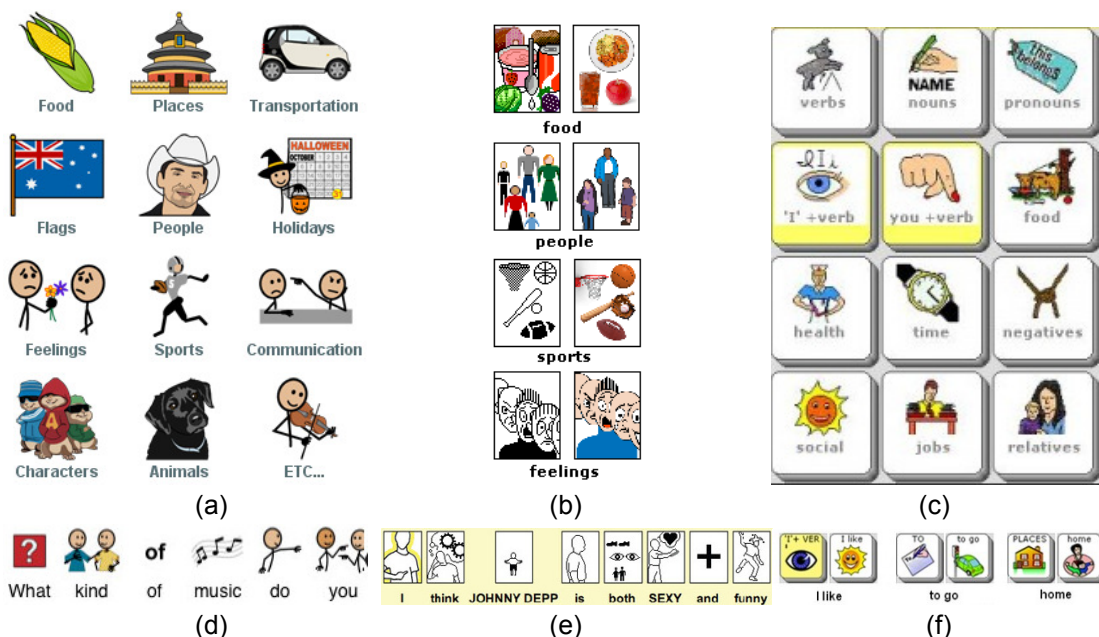 Food Places Transportation
HALLOWEEN
OCTOBER
Flags People Holidays
Feelings Sports Communication
A
Characters Animals ETC...
(a)
food
people
sports
feelings
(b)
this belongs
NAME
verbs nouns pronouns
'I' +verb you +verb food
health time negatives
social jobs relatives
(c)
?
of
What kind of music do you
(d)
I think JOHNNY DEPP is both SEXY and funny
(e)
'I'+ VER I like TO to go PLACES home
I like to go home
(f)